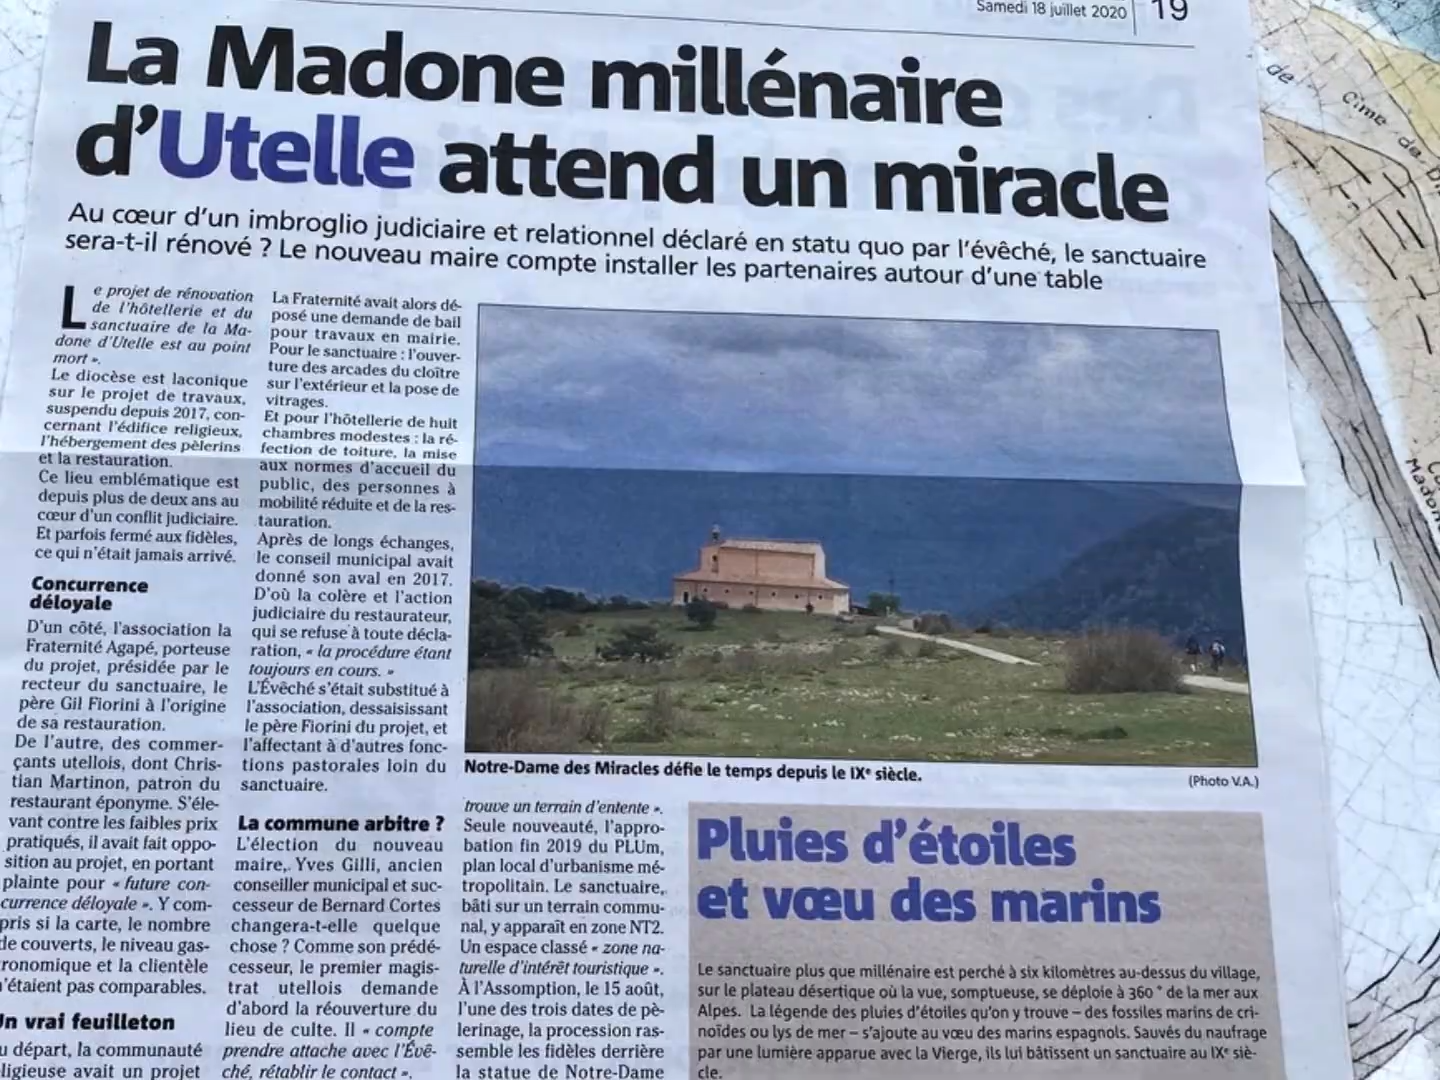 Samedi 18 juillet 2020 19
La Madone millénaire
d’Utelle attend un miracle
Au cœur d’un imbroglio judiciaire et relationnel déclaré en statu quo par l’évêché, le sanctuaire
sera-t-il rénové ? Le nouveau maire compte installer les partenaires autour d’une table
Le projet de rénovation
de l’hôtellerie et du
sanctuaire de la Ma-
done d’Utelle est au point
mort ».
Le diocèse est laconique
sur le projet de travaux,
suspendu depuis 2017, con-
cernant l’édifice religieux,
l’hébergement des pèlerins
et la restauration.
Ce lieu emblématique est
depuis plus de deux ans au
cœur d’un conflit judiciaire.
Et parfois fermé aux fidèles,
ce qui n’était jamais arrivé.
Concurrence
déloyale
D’un côté, l’association la
Fraternité Agapé, porteuse
du projet, présidée par le
recteur du sanctuaire, le
père Gil Fiorini à l’origine
de sa restauration.
De l’autre, des commer-
çants utellois, dont Chris-
tian Martinon, patron du
restaurant éponyme. S’éle-
vant contre les faibles prix
pratiqués, il avait fait oppo-
sition au projet, en portant
plainte pour « future con-
currence déloyale ». Y com-
pris si la carte, le nombre
de couverts, le niveau gas-
tronomique et la clientèle
n’étaient pas comparables.
Un vrai feuilleton
Au départ, la communauté
religieuse avait un projet
La Fraternité avait alors dé-
posé une demande de bail
pour travaux en mairie.
Pour le sanctuaire : l’ouver-
ture des arcades du cloître
sur l’extérieur et la pose de
vitrages.
Et pour l’hôtellerie de huit
chambres modestes : la ré-
fection de toiture, la mise
aux normes d’accueil du
public, des personnes à
mobilité réduite et de la res-
tauration.
Après de longs échanges,
le conseil municipal avait
donné son aval en 2017.
D’où la colère et l’action
judiciaire du restaurateur,
qui se refuse à toute décla-
ration, « la procédure étant
toujours en cours. »
L’Évêché s’était substitué à
l’association, dessaisissant
le père Fiorini du projet, et
l’affectant à d’autres fonc-
tions pastorales loin du
sanctuaire.
La commune arbitre ?
L’élection du nouveau
maire, Yves Gilli, ancien
conseiller municipal et suc-
cesseur de Bernard Cortes
changera-t-elle quelque
chose ? Comme son prédé-
cesseur, le premier magis-
trat utellois demande
d’abord la réouverture du
lieu de culte. Il « compte
prendre attache avec l’Évê-
ché, rétablir le contact ».
Notre-Dame des Miracles défie le temps depuis le IXe siècle.
(Photo V.A.)
trouve un terrain d’entente ».
Seule nouveauté, l’appro-
bation fin 2019 du PLUm,
plan local d’urbanisme mé-
tropolitain. Le sanctuaire,
bâti sur un terrain commu-
nal, y apparaît en zone NT2.
Un espace classé « zone na-
turelle d’intérêt touristique ».
À l’Assomption, le 15 août,
l’une des trois dates de pè-
lerinage, la procession ras-
semble les fidèles derrière
la statue de Notre-Dame
Pluies d’étoiles
et vœu des marins
Le sanctuaire plus que millénaire est perché à six kilomètres au-dessus du village,
sur le plateau désertique où la vue, somptueuse, se déploie à 360 ° de la mer aux
Alpes. La légende des pluies d’étoiles qu’on y trouve – des fossiles marins de cri-
noïdes ou lys de mer – s’ajoute au vœu des marins espagnols. Sauvés du naufrage
par une lumière apparue avec la Vierge, ils lui bâtissent un sanctuaire au IXe siè-
cle.
de
Cime de